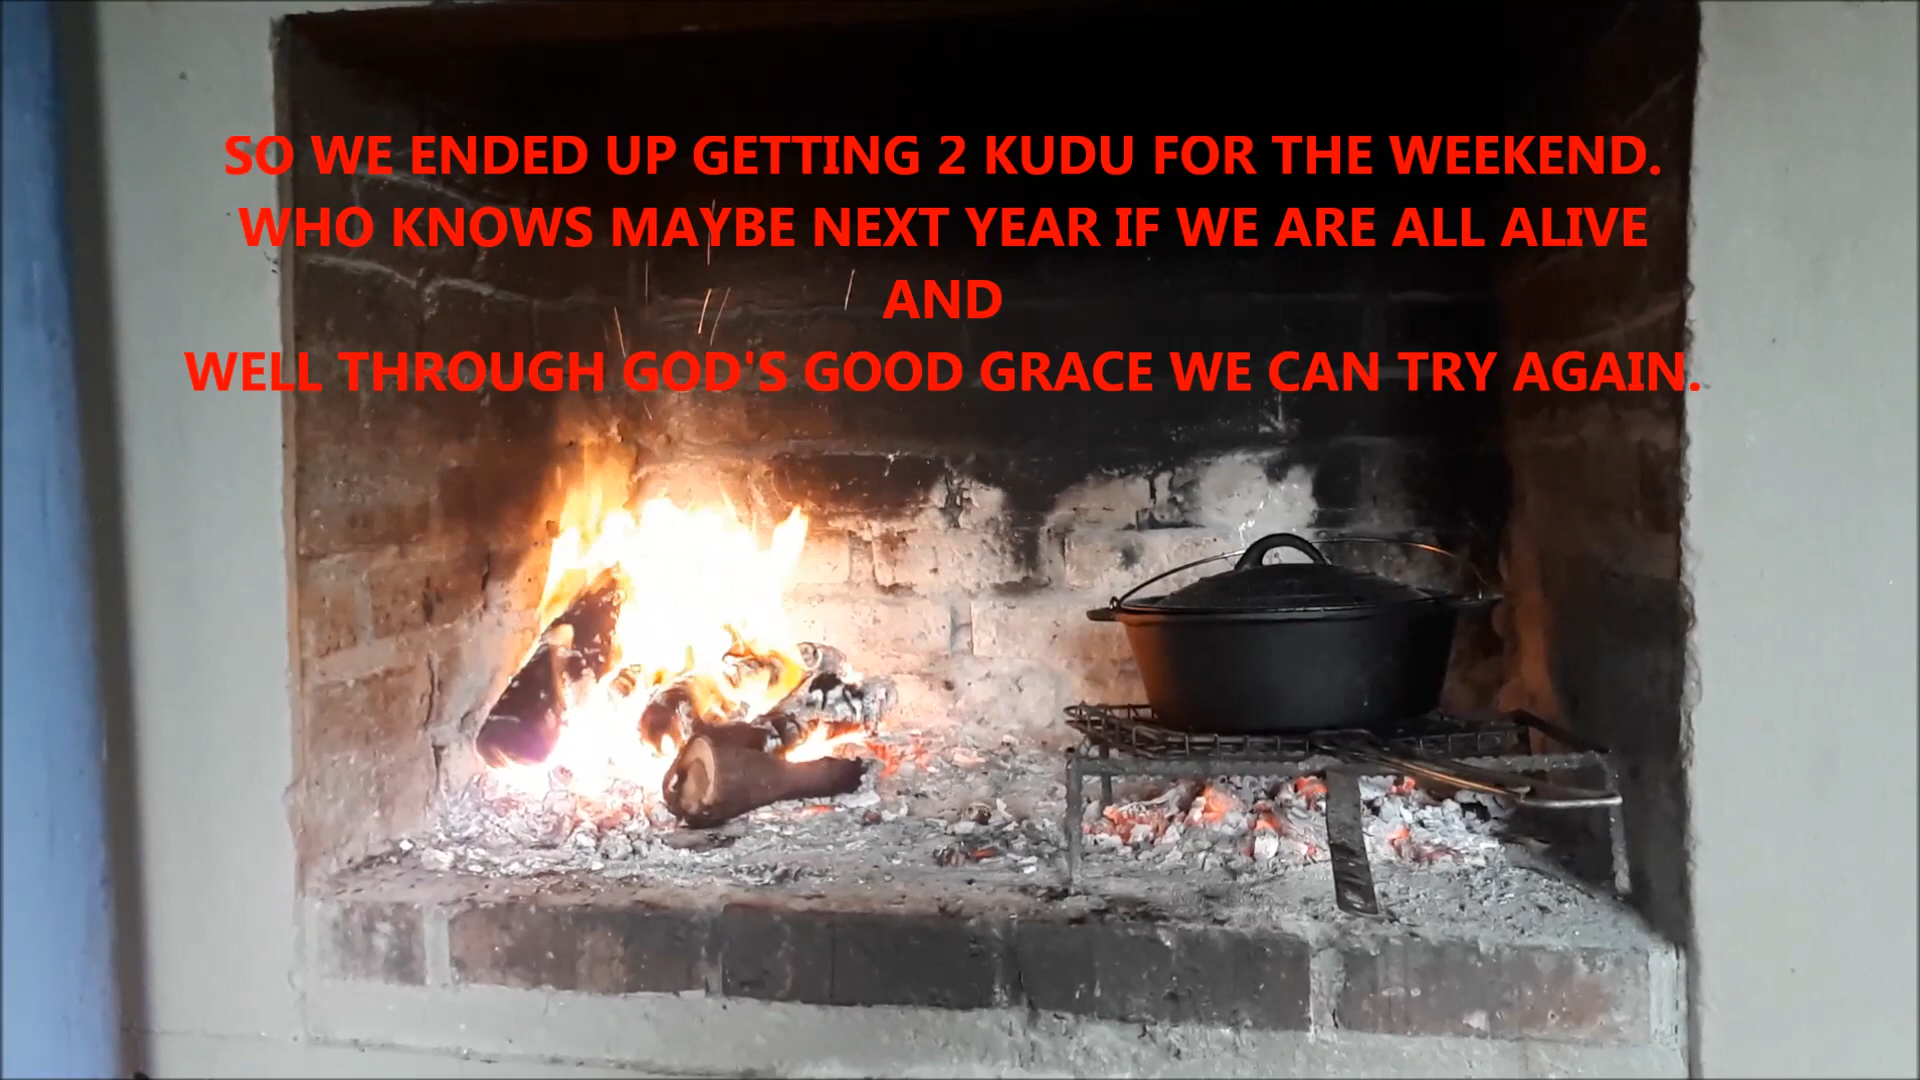 SO WE ENDED UP GETTING 2 KUDU FOR THE WEEKEND.
WHO KNOWS MAYBE NEXT YEAR IF WE ARE ALL ALIVE
AND
WELL THROUGH GOD'S GOOD GRACE WE CAN TRY AGAIN.